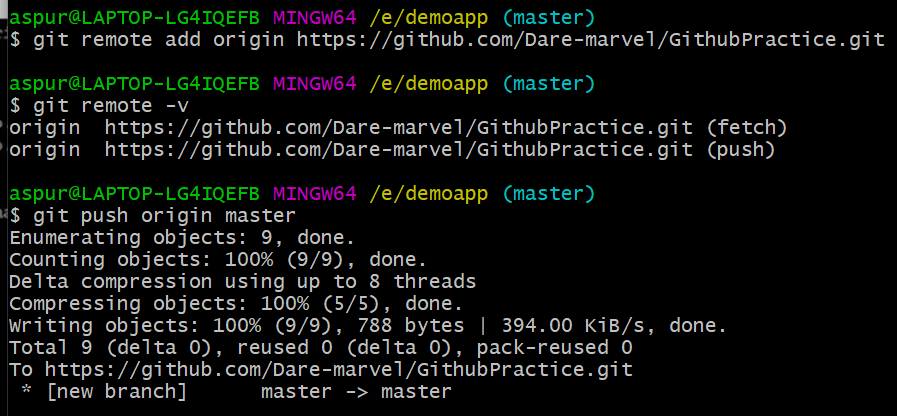 aspur@LAPTOP-LG4IQEFB MINGW64 /e/demoapp (master)
$ git remote add origin https://github.com/Dare-marvel/GithubPractice.git
aspur@LAPTOP-LG4IQEFB MINGW64 /e/demoapp (master)
$ git remote -v
origin  https://github.com/Dare-marvel/GithubPractice.git (fetch)
origin  https://github.com/Dare-marvel/GithubPractice.git (push)
aspur@LAPTOP-LG4IQEFB MINGW64 /e/demoapp (master)
$ git push origin master
Enumerating objects: 9, done.
Counting objects: 100% (9/9), done.
Delta compression using up to 8 threads
Compressing objects: 100% (5/5), done.
Writing objects: 100% (9/9), 788 bytes | 394.00 KiB/s, done.
Total 9 (delta 0), reused 0 (delta 0), pack-reused 0
To https://github.com/Dare-marvel/GithubPractice.git
 * [new branch]      master -> master